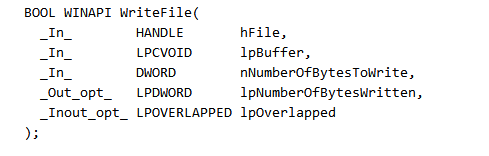 BOOL WINAPI WriteFile(
  _In_        HANDLE       hFile,
  _In_        LPCVOID      lpBuffer,
  _In_        DWORD        nNumberOfBytesToWrite,
  _Out_opt_   LPDWORD      lpNumberOfBytesWritten,
  _Inout_opt_ LPOVERLAPPED lpOverlapped
);